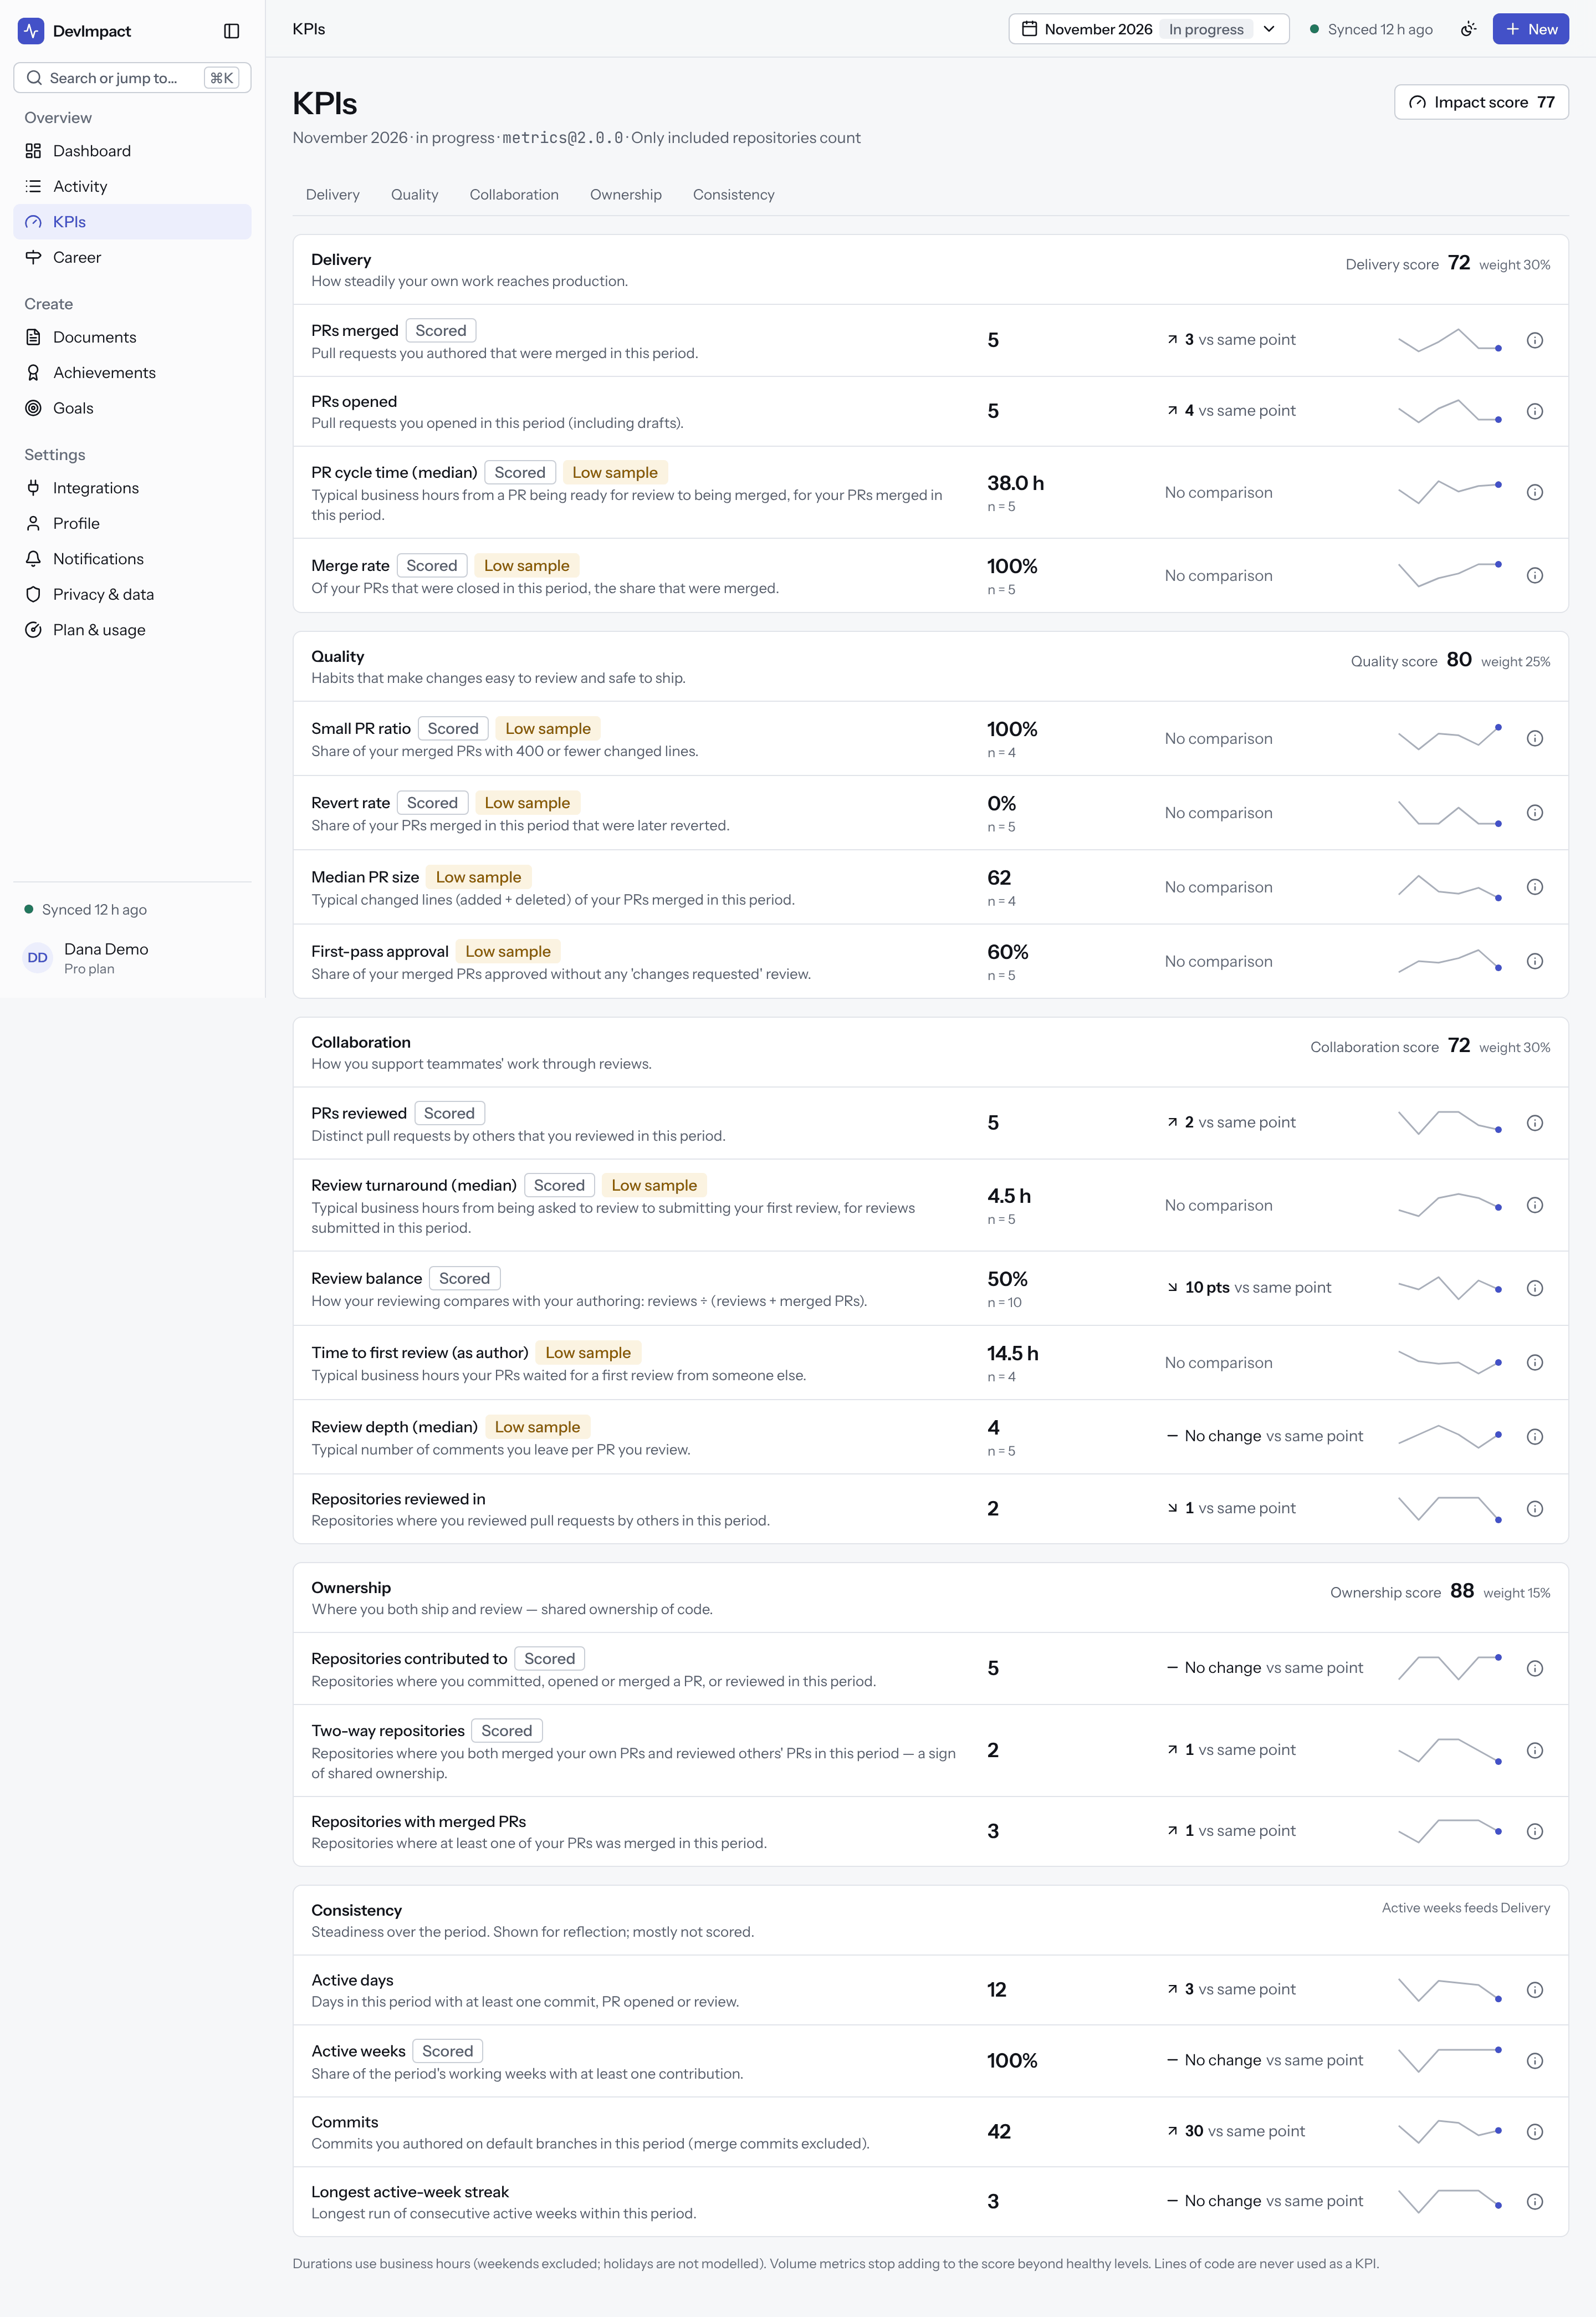 DevImpact
Search or jump to... ⌘K
Overview
Dashboard
Activity
KPIs
Career
Create
Documents
Achievements
Goals
Settings
Integrations
Profile
Notifications
Privacy & data
Plan & usage
Synced 12 h ago
DD
Dana Demo
Pro plan
KPIs
November 2026 In progress
Synced 12 h ago
New
KPIs
Impact score 77
November 2026 · in progress · metrics@2.0.0 · Only included repositories count
Delivery Quality Collaboration Ownership Consistency
Delivery
How steadily your own work reaches production.
Delivery score 72 weight 30%
PRs merged Scored
Pull requests you authored that were merged in this period.
5
3 vs same point
PRs opened
Pull requests you opened in this period (including drafts).
5
4 vs same point
PR cycle time (median) Scored Low sample
Typical business hours from a PR being ready for review to being merged, for your PRs merged in
this period.
38.0 h
n = 5
No comparison
Merge rate Scored Low sample
Of your PRs that were closed in this period, the share that were merged.
100%
n = 5
No comparison
Quality
Habits that make changes easy to review and safe to ship.
Quality score 80 weight 25%
Small PR ratio Scored Low sample
Share of your merged PRs with 400 or fewer changed lines.
100%
n = 4
No comparison
Revert rate Scored Low sample
Share of your PRs merged in this period that were later reverted.
0%
n = 5
No comparison
Median PR size Low sample
Typical changed lines (added + deleted) of your PRs merged in this period.
62
n = 4
No comparison
First-pass approval Low sample
Share of your merged PRs approved without any 'changes requested' review.
60%
n = 5
No comparison
Collaboration
How you support teammates' work through reviews.
Collaboration score 72 weight 30%
PRs reviewed Scored
Distinct pull requests by others that you reviewed in this period.
5
2 vs same point
Review turnaround (median) Scored Low sample
Typical business hours from being asked to review to submitting your first review, for reviews
submitted in this period.
4.5 h
n = 5
No comparison
Review balance Scored
How your reviewing compares with your authoring: reviews ÷ (reviews + merged PRs).
50%
n = 10
10 pts vs same point
Time to first review (as author) Low sample
Typical business hours your PRs waited for a first review from someone else.
14.5 h
n = 4
No comparison
Review depth (median) Low sample
Typical number of comments you leave per PR you review.
4
n = 5
No change vs same point
Repositories reviewed in
Repositories where you reviewed pull requests by others in this period.
2
1 vs same point
Ownership
Where you both ship and review — shared ownership of code.
Ownership score 88 weight 15%
Repositories contributed to Scored
Repositories where you committed, opened or merged a PR, or reviewed in this period.
5
No change vs same point
Two-way repositories Scored
Repositories where you both merged your own PRs and reviewed others' PRs in this period — a sign
of shared ownership.
2
1 vs same point
Repositories with merged PRs
Repositories where at least one of your PRs was merged in this period.
3
1 vs same point
Consistency
Steadiness over the period. Shown for reflection; mostly not scored.
Active weeks feeds Delivery
Active days
Days in this period with at least one commit, PR opened or review.
12
3 vs same point
Active weeks Scored
Share of the period's working weeks with at least one contribution.
100%
No change vs same point
Commits
Commits you authored on default branches in this period (merge commits excluded).
42
30 vs same point
Longest active-week streak
Longest run of consecutive active weeks within this period.
3
No change vs same point
Durations use business hours (weekends excluded; holidays are not modelled). Volume metrics stop adding to the score beyond healthy levels. Lines of code are never used as a KPI.